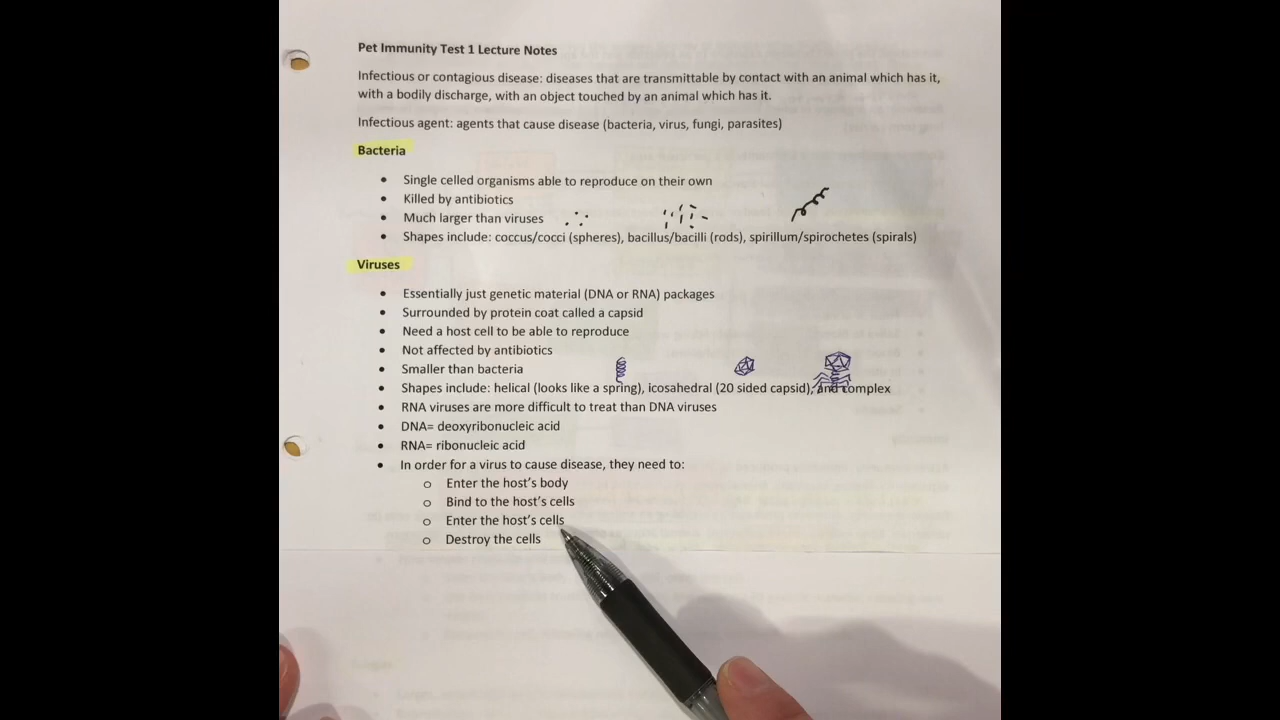 Pet Immunity Test 1 Lecture Notes
Infectious or contagious disease: diseases that are transmittable by contact with an animal which has it,
with a bodily discharge, with an object touched by an animal which has it.
Infectious agent: agents that cause disease (bacteria, virus, fungi, parasites)
Bacteria
• Single celled organisms able to reproduce on their own
• Killed by antibiotics
• Much larger than viruses
• Shapes include: coccus/cocci (spheres), bacillus/bacilli (rods), spirillum/spirochetes (spirals)
Viruses
• Essentially just genetic material (DNA or RNA) packages
• Surrounded by protein coat called a capsid
• Need a host cell to be able to reproduce
• Not affected by antibiotics
• Smaller than bacteria
• Shapes include: helical (looks like a spring), icosahedral (20 sided capsid), and complex
• RNA viruses are more difficult to treat than DNA viruses
• DNA= deoxyribonucleic acid
• RNA= ribonucleic acid
• In order for a virus to cause disease, they need to:
o Enter the host's body
o Bind to the host's cells
o Enter the host's cells
o Destroy the cells